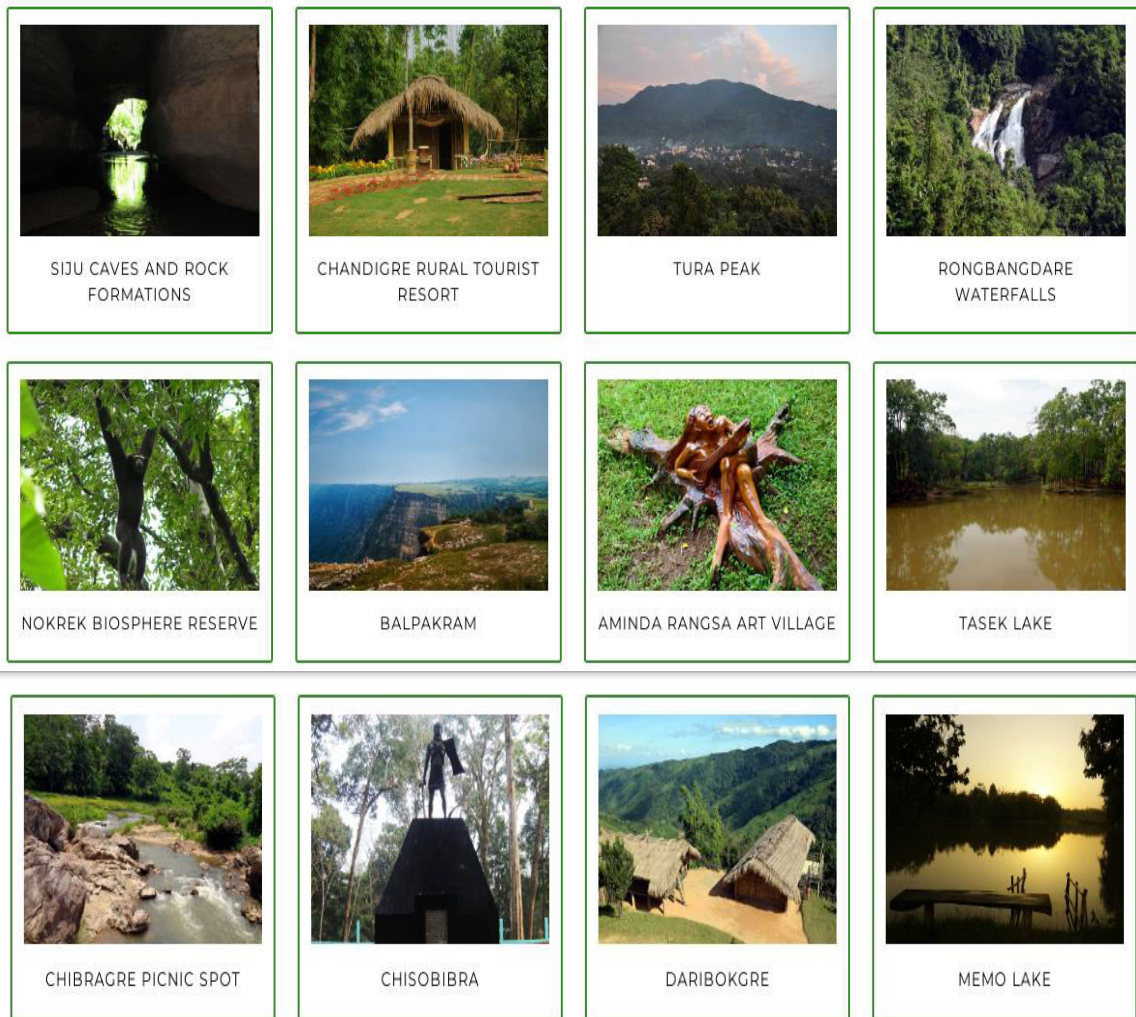 SIJU CAVES AND ROCK
FORMATIONS
CHANDIGRE RURAL TOURIST
RESORT
TURA PEAK
RONGBANGDARE
WATERFALLS
NOKREK BIOSPHERE RESERVE
BALPAKRAM
AMINDA RANGSA ART VILLAGE
TASEK LAKE
CHIBRAGRE PICNIC SPOT
CHISOBIBRA
DARIBOKGRE
MEMO LAKE